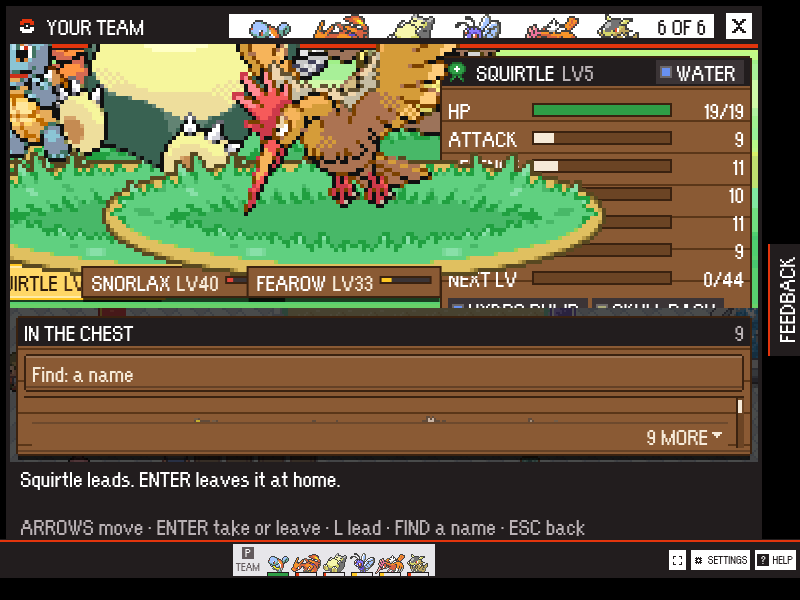 YOUR TEAM
6 OF 6
X
SQUIRTLE LV5
WATER
HP 19/19
ATTACK 9
11
10
11
9
NEXT LV 0/44
SNORLAX LV40
FEAROW LV33
IN THE CHEST
9
Find: a name
9 MORE
Squirtle leads. ENTER leaves it at home.
ARROWS move · ENTER take or leave · L lead · FIND a name · ESC back
P
TEAM
SETTINGS
? HELP
FEEDBACK